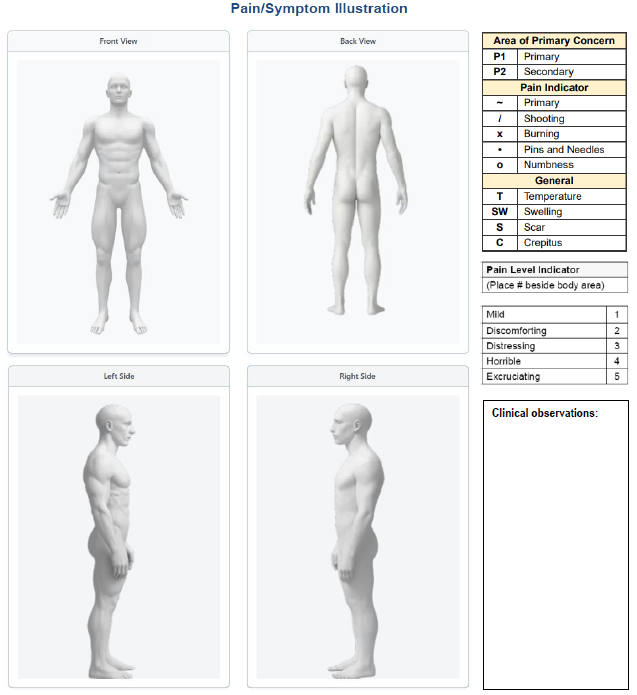 Pain/Symptom Illustration
Front View
Back View
Left Side
Right Side
Area of Primary Concern
P1 Primary
P2 Secondary
Pain Indicator
~ Primary
/ Shooting
x Burning
• Pins and Needles
o Numbness
General
T Temperature
SW Swelling
S Scar
C Crepitus
Pain Level Indicator
(Place # beside body area)
Mild 1
Discomforting 2
Distressing 3
Horrible 4
Excruciating 5
Clinical observations: